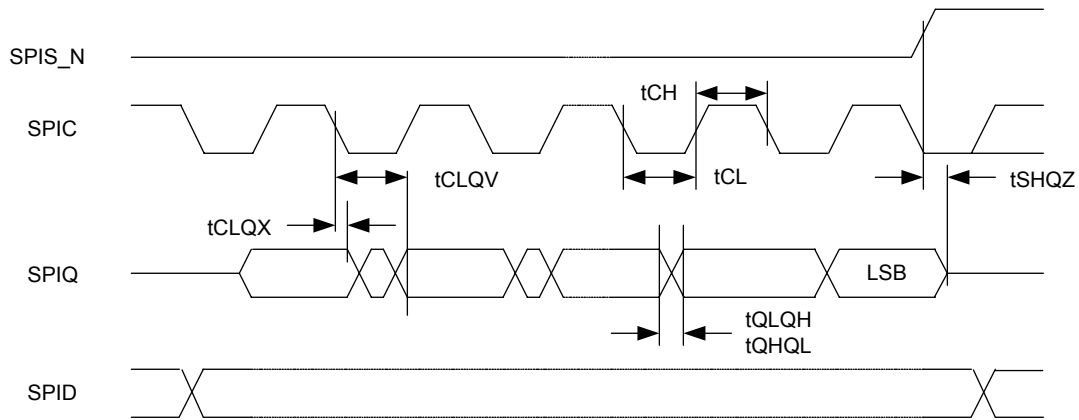 SPIS_N
tCH
SPIC
tCLQV
tCL
tSHQZ
tCLQX
SPIQ
LSB
tQLQH
tQHQL
SPID